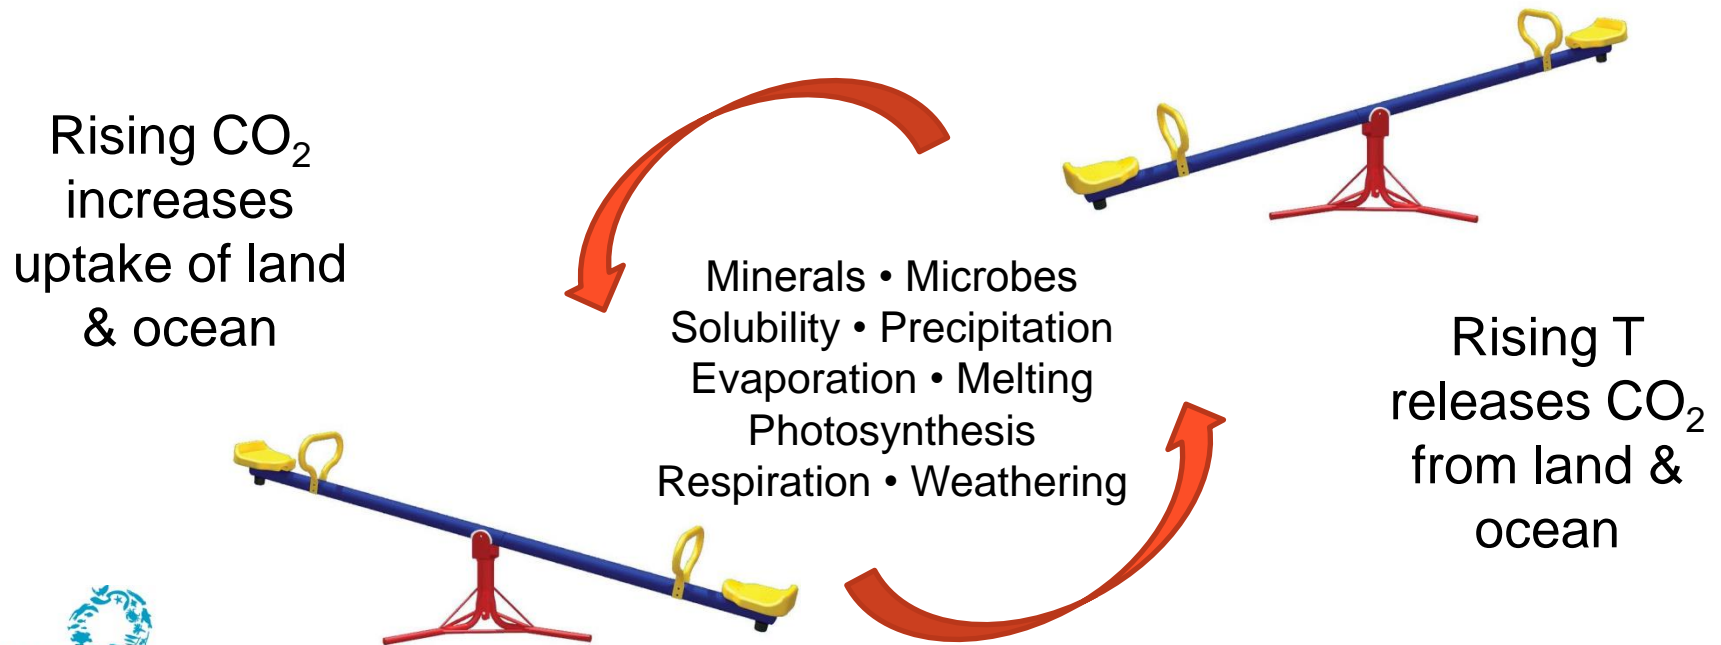 Rising CO₂
increases
uptake of land
& ocean
Minerals • Microbes
Solubility • Precipitation
Evaporation • Melting
Photosynthesis
Respiration • Weathering
Rising T
releases CO₂
from land &
ocean